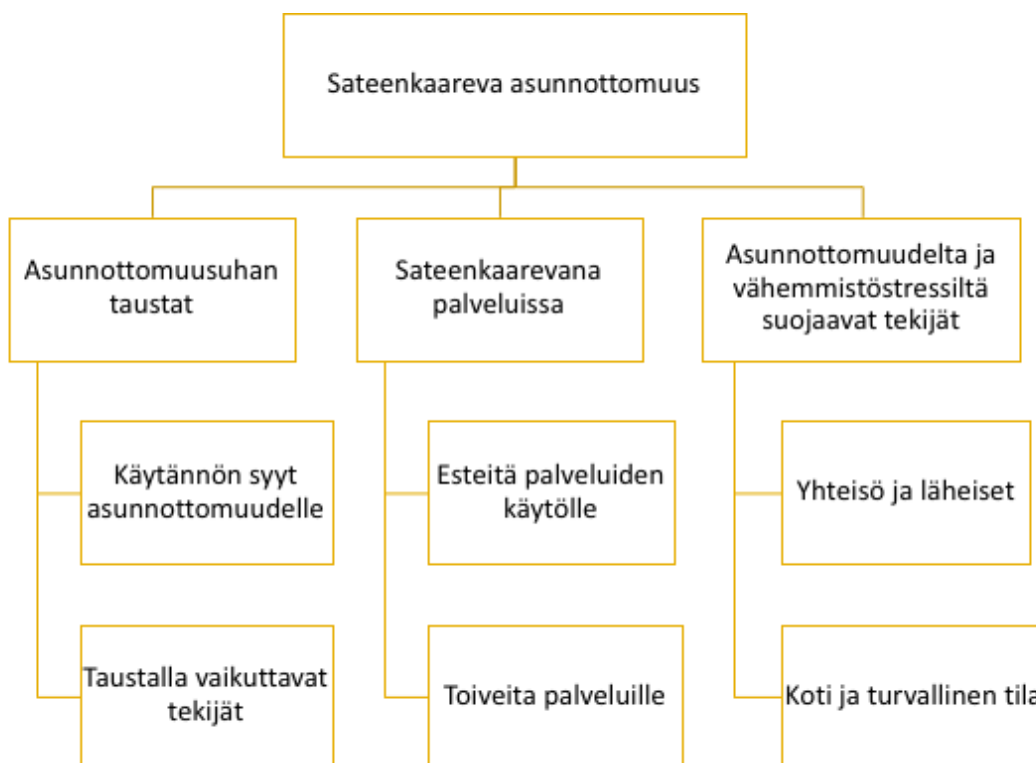 Sateenkaareva asunnottomuus
Asunnottomuusuhan
taustat
Sateenkaarevana
palveluissa
Asunnottomuudelta ja
vähemmistöstressiltä
suojaavat tekijät
Käytännön syyt
asunnottomuudelle
Esteitä palveluiden
käytölle
Yhteisö ja läheiset
Taustalla vaikuttavat
tekijät
Toiveita palveluille
Koti ja turvallinen tila